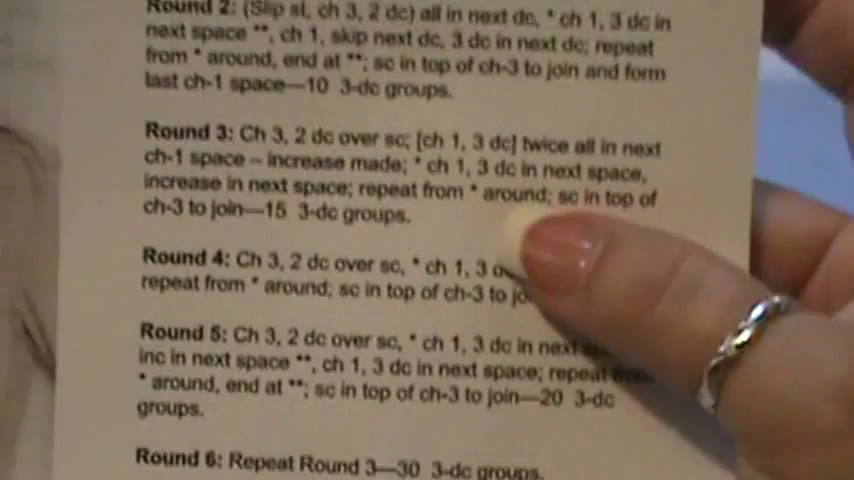 Round 2: (Slip st, ch 3, 2 dc) all in next dc, * ch 1, 3 dc in
next space **, ch 1, skip next dc, 3 dc in next dc; repeat
from * around, end at **; sc in top of ch-3 to join and form
last ch-1 space—10 3-dc groups.
Round 3: Ch 3, 2 dc over sc; [ch 1, 3 dc] twice all in next
ch-1 space – increase made; * ch 1, 3 dc in next space,
increase in next space; repeat from * around; sc in top of
ch-3 to join—15 3-dc groups.
Round 4: Ch 3, 2 dc over sc, * ch 1, 3
repeat from * around; sc in top of ch-3 to
Round 5: Ch 3, 2 dc over sc, * ch 1, 3 dc in next
inc in next space **, ch 1, 3 dc in next space; repeat from
* around, end at **; sc in top of ch-3 to join—20 3-dc
groups.
Round 6: Repeat Round 3—30 3-dc groups.